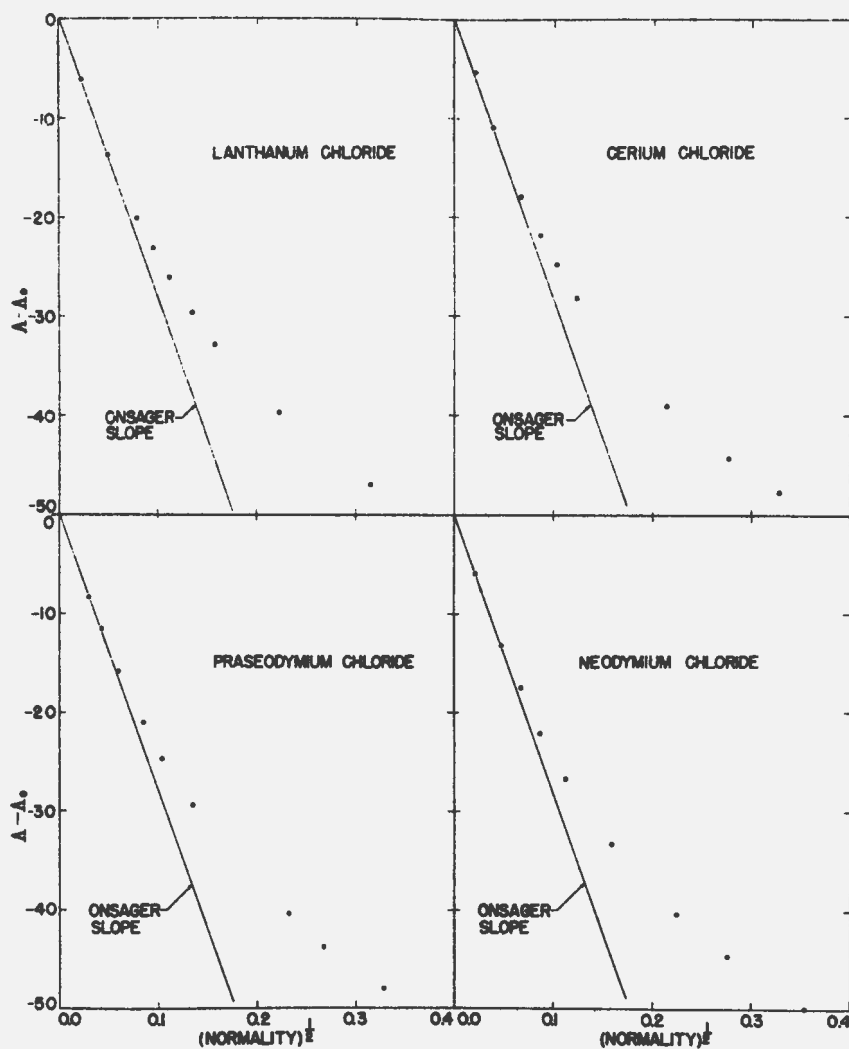 0
-10
-20
-30
-40
-50
Λ - Λ₀
LANTHANUM CHLORIDE
ONSAGER
SLOPE
CERIUM CHLORIDE
ONSAGER
SLOPE
0
-10
-20
-30
-40
-50
Λ - Λ₀
PRASEODYMIUM CHLORIDE
ONSAGER
SLOPE
NEODYMIUM CHLORIDE
ONSAGER
SLOPE
0.0 0.1 0.2 0.3 0.4
0.0 0.1 0.2 0.3 0.4
(NORMALITY)^½
(NORMALITY)^½